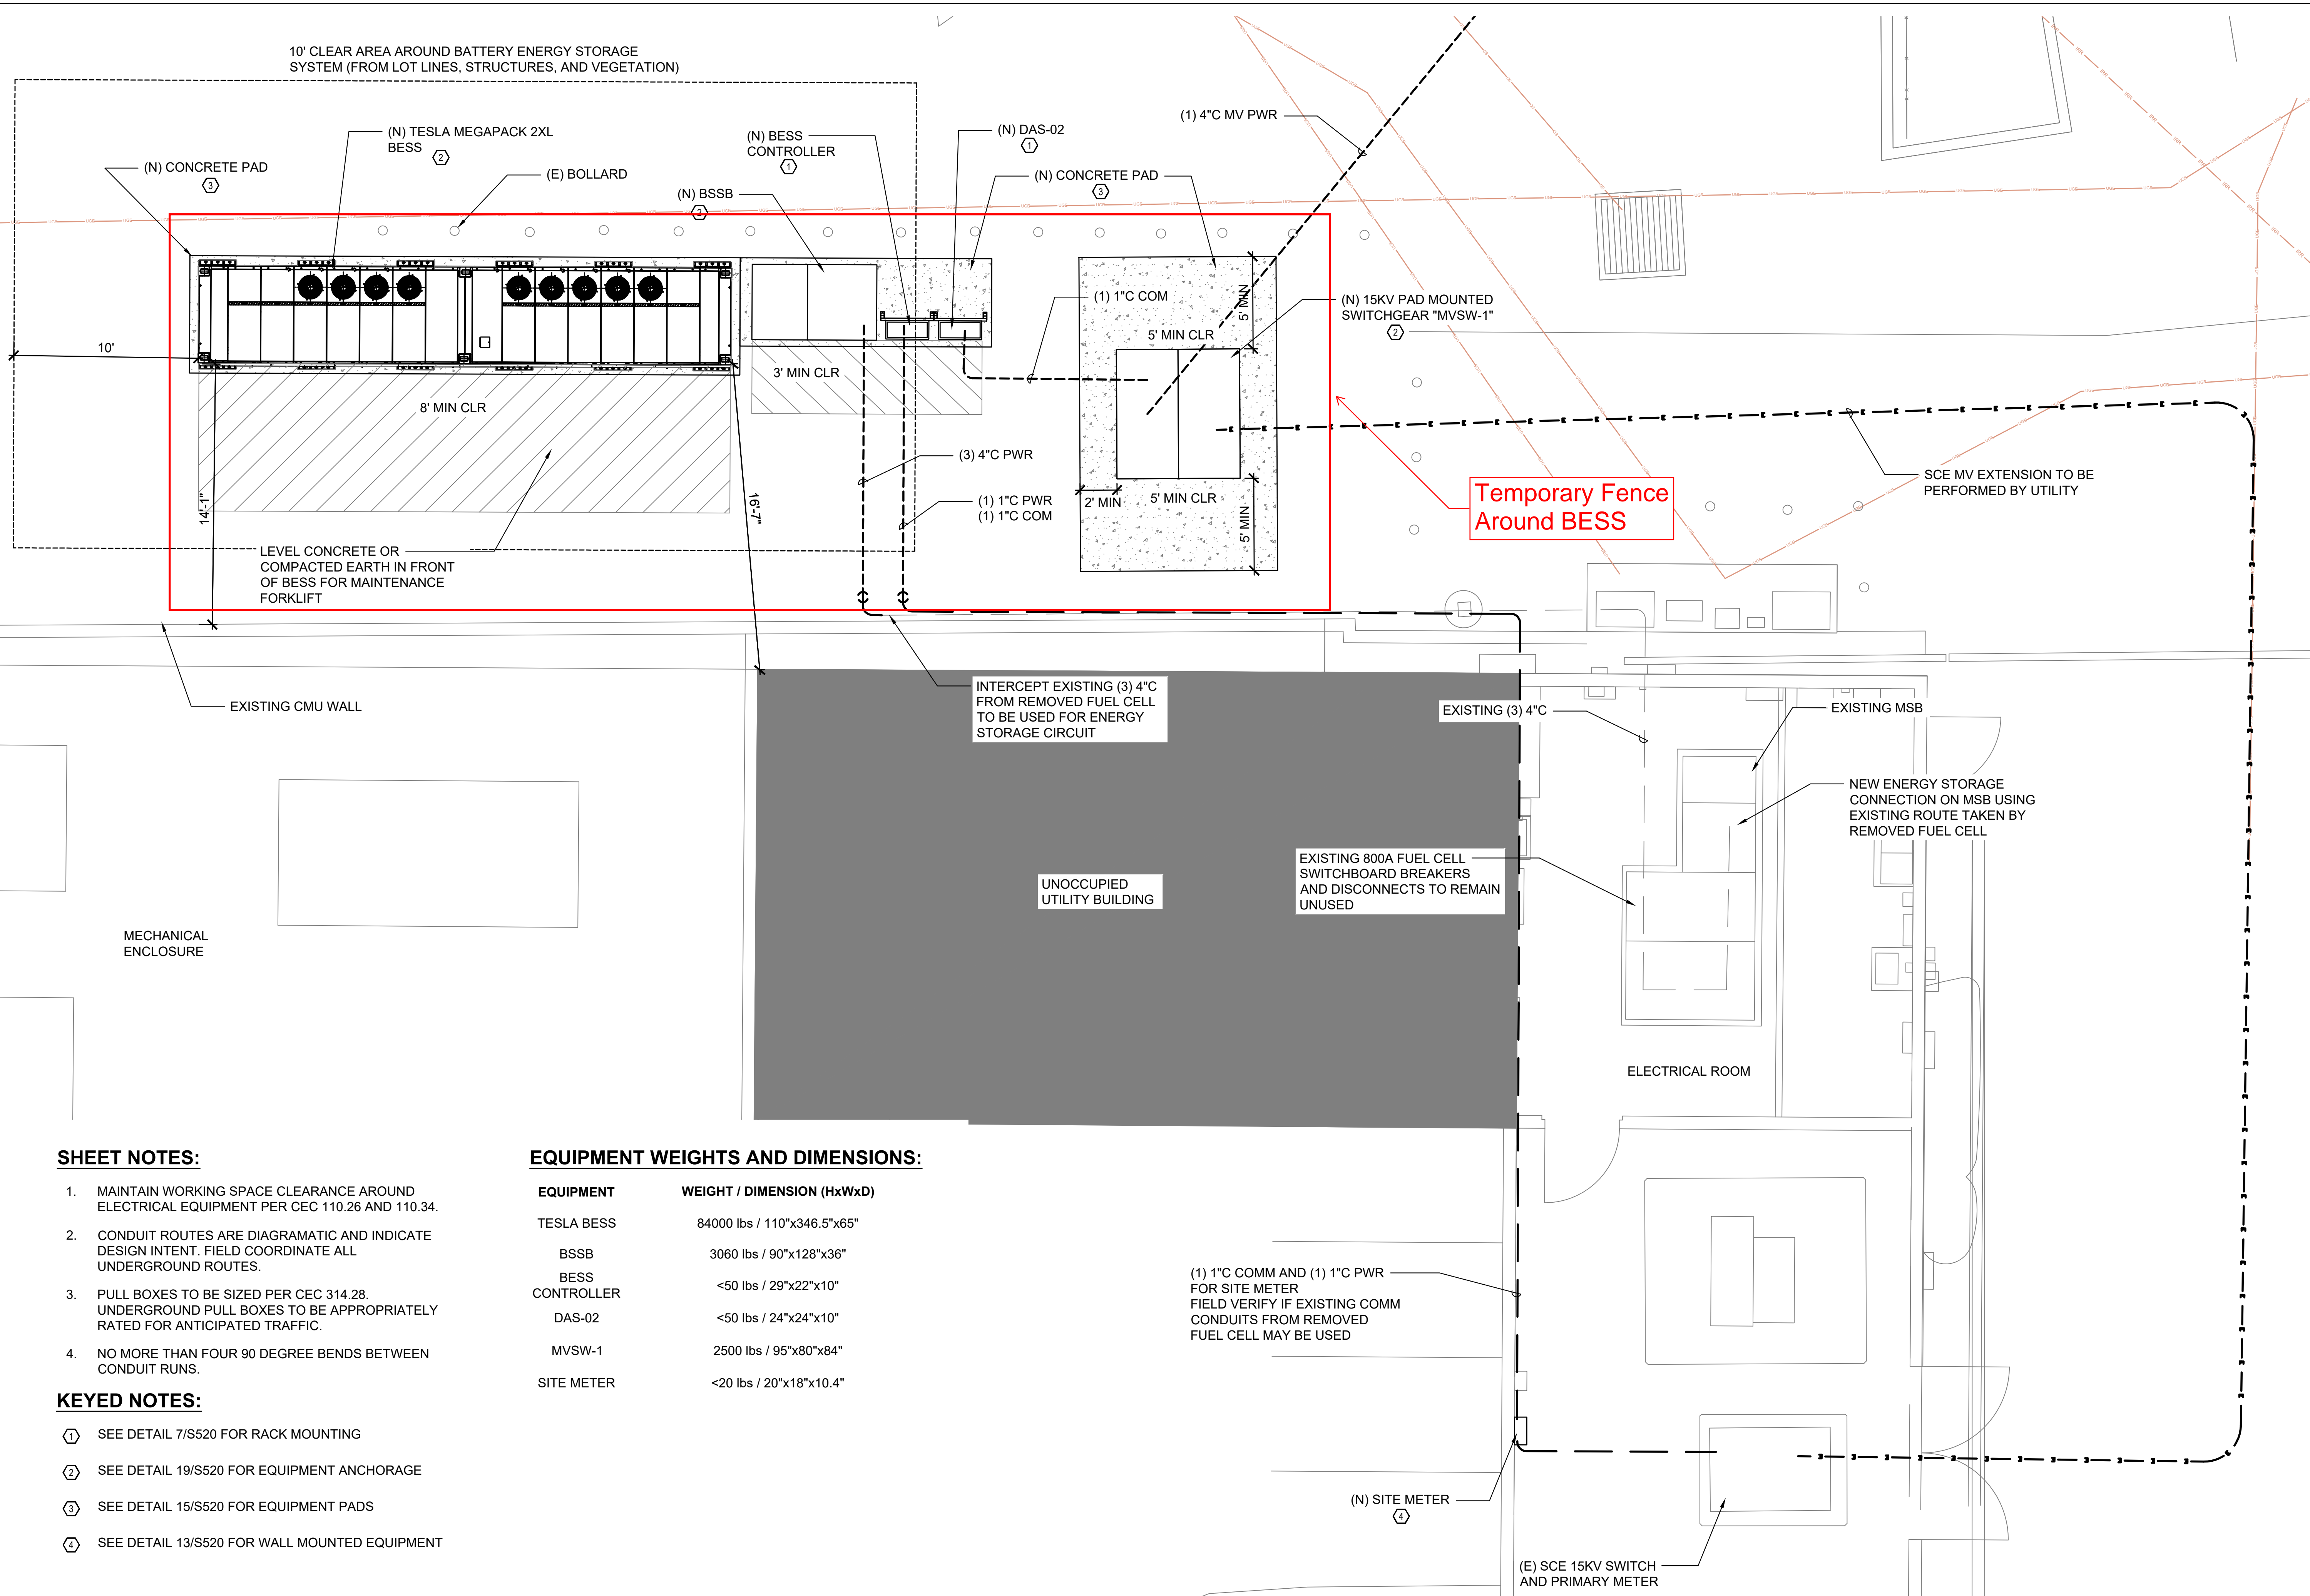 10' CLEAR AREA AROUND BATTERY ENERGY STORAGE
SYSTEM (FROM LOT LINES, STRUCTURES, AND VEGETATION)
(N) CONCRETE PAD
3
(N) TESLA MEGAPACK 2XL
BESS
2
(E) BOLLARD
(N) BSSB
2
(N) BESS
CONTROLLER
1
(N) DAS-02
1
(N) CONCRETE PAD
3
(1) 4"C MV PWR
(1) 1"C COM
(N) 15KV PAD MOUNTED
SWITCHGEAR "MVSW-1"
2
10'
8' MIN CLR
3' MIN CLR
5' MIN CLR
5' MIN
14'-1"
16'-7"
(3) 4"C PWR
(1) 1"C PWR
(1) 1"C COM
2' MIN
5' MIN CLR
5' MIN
Temporary Fence
Around BESS
SCE MV EXTENSION TO BE
PERFORMED BY UTILITY
LEVEL CONCRETE OR
COMPACTED EARTH IN FRONT
OF BESS FOR MAINTENANCE
FORKLIFT
EXISTING CMU WALL
INTERCEPT EXISTING (3) 4"C
FROM REMOVED FUEL CELL
TO BE USED FOR ENERGY
STORAGE CIRCUIT
EXISTING (3) 4"C
EXISTING MSB
NEW ENERGY STORAGE
CONNECTION ON MSB USING
EXISTING ROUTE TAKEN BY
REMOVED FUEL CELL
EXISTING 800A FUEL CELL
SWITCHBOARD BREAKERS
AND DISCONNECTS TO REMAIN
UNUSED
UNOCCUPIED
UTILITY BUILDING
MECHANICAL
ENCLOSURE
ELECTRICAL ROOM
SHEET NOTES:
1. MAINTAIN WORKING SPACE CLEARANCE AROUND
ELECTRICAL EQUIPMENT PER CEC 110.26 AND 110.34.
2. CONDUIT ROUTES ARE DIAGRAMATIC AND INDICATE
DESIGN INTENT. FIELD COORDINATE ALL
UNDERGROUND ROUTES.
3. PULL BOXES TO BE SIZED PER CEC 314.28.
UNDERGROUND PULL BOXES TO BE APPROPRIATELY
RATED FOR ANTICIPATED TRAFFIC.
4. NO MORE THAN FOUR 90 DEGREE BENDS BETWEEN
CONDUIT RUNS.
KEYED NOTES:
1 SEE DETAIL 7/S520 FOR RACK MOUNTING
2 SEE DETAIL 19/S520 FOR EQUIPMENT ANCHORAGE
3 SEE DETAIL 15/S520 FOR EQUIPMENT PADS
4 SEE DETAIL 13/S520 FOR WALL MOUNTED EQUIPMENT
EQUIPMENT WEIGHTS AND DIMENSIONS:
EQUIPMENT WEIGHT / DIMENSION (HxWxD)
TESLA BESS 84000 lbs / 110"x346.5"x65"
BSSB 3060 lbs / 90"x128"x36"
BESS
CONTROLLER <50 lbs / 29"x22"x10"
DAS-02 <50 lbs / 24"x24"x10"
MVSW-1 2500 lbs / 95"x80"x84"
SITE METER <20 lbs / 20"x18"x10.4"
(1) 1"C COMM AND (1) 1"C PWR
FOR SITE METER
FIELD VERIFY IF EXISTING COMM
CONDUITS FROM REMOVED
FUEL CELL MAY BE USED
(N) SITE METER
4
(E) SCE 15KV SWITCH
AND PRIMARY METER